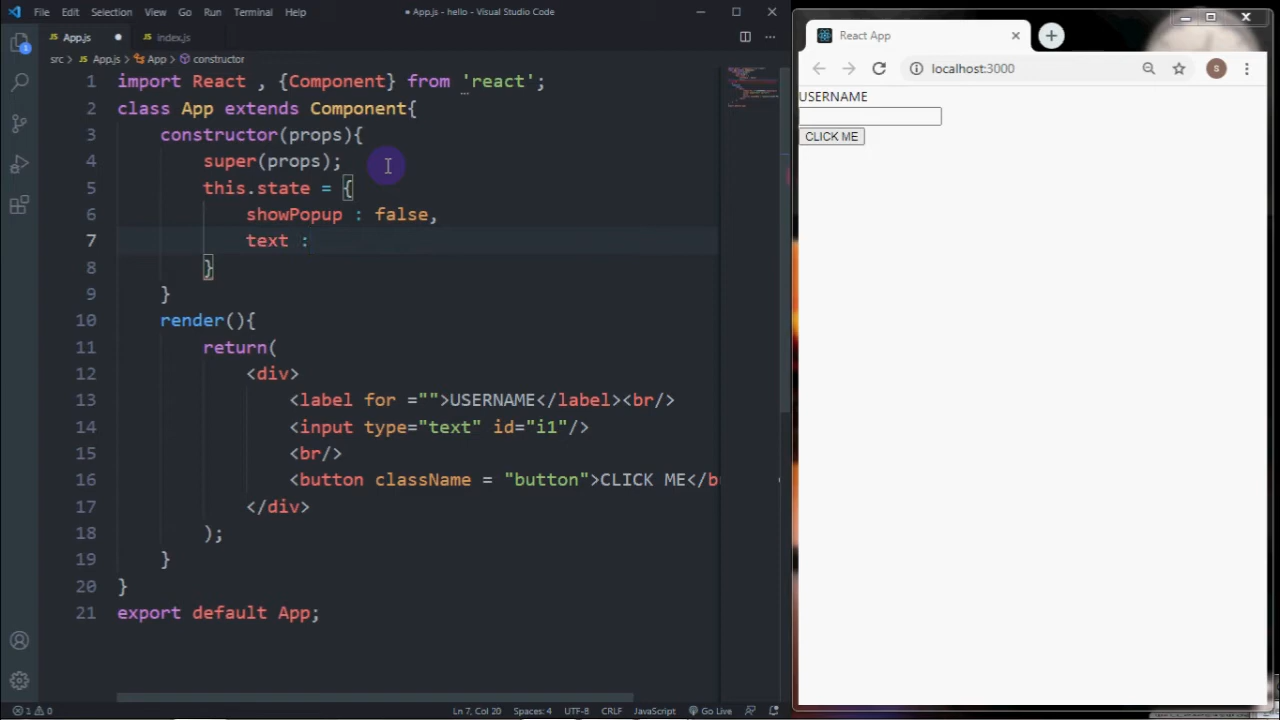 File Edit Selection View Go Run Terminal Help
● App.js - hello - Visual Studio Code
App.js ● index.js
src > App.js > App > constructor
1 import React , {Component} from 'react';
2 class App extends Component{
3 constructor(props){
4 super(props);
5 this.state = {
6 showPopup : false,
7 text :
8 }
9 }
10 render(){
11 return(
12 <div>
13 <label for ="">USERNAME</label><br/>
14 <input type="text" id="i1"/>
15 <br/>
16 <button className = "button">CLICK ME</b
17 </div>
18 );
19 }
20 }
21 export default App;
1
1 0 Ln 7, Col 20 Spaces: 4 UTF-8 CRLF JavaScript Go Live
React App
localhost:3000
S
USERNAME
CLICK ME